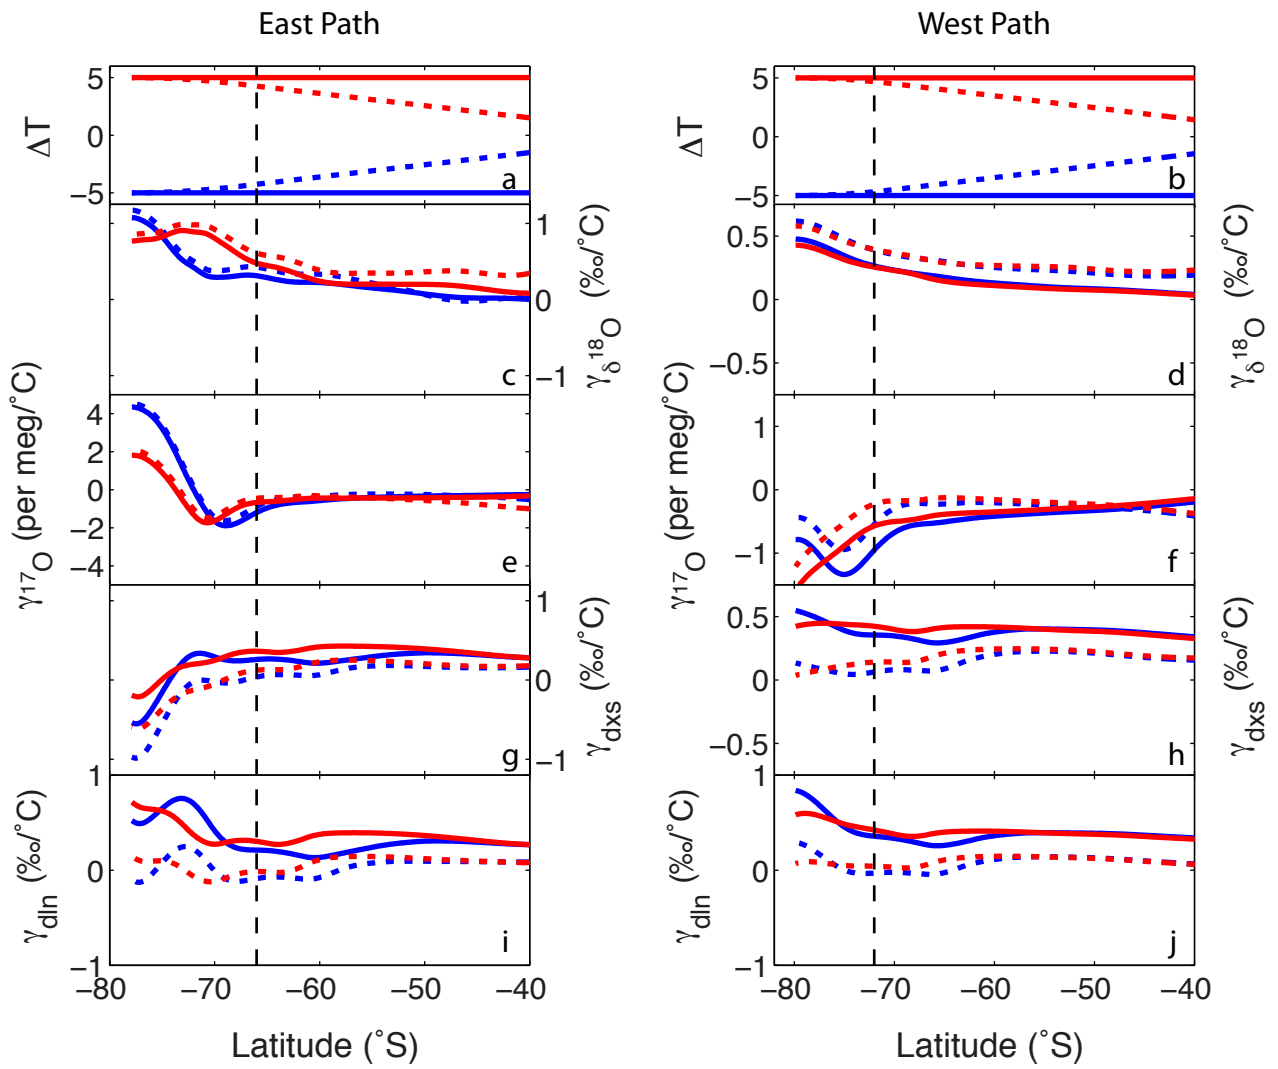 East Path
West Path
5
0
−5
ΔT
a
5
0
−5
ΔT
b
1
0
−1
γδ¹⁸O (‰/˚C)
c
0.5
0
−0.5
γδ¹⁸O (‰/˚C)
d
4
2
0
−2
−4
γ¹⁷O (per meg/˚C)
e
1
0
−1
γ¹⁷O (per meg/˚C)
f
1
0
−1
γdxs (‰/˚C)
g
0.5
0
−0.5
γdxs (‰/˚C)
h
1
0
−1
γdln (‰/˚C)
i
1
0
−1
γdln (‰/˚C)
j
−80 −70 −60 −50 −40
−80 −70 −60 −50 −40
Latitude (˚S)
Latitude (˚S)